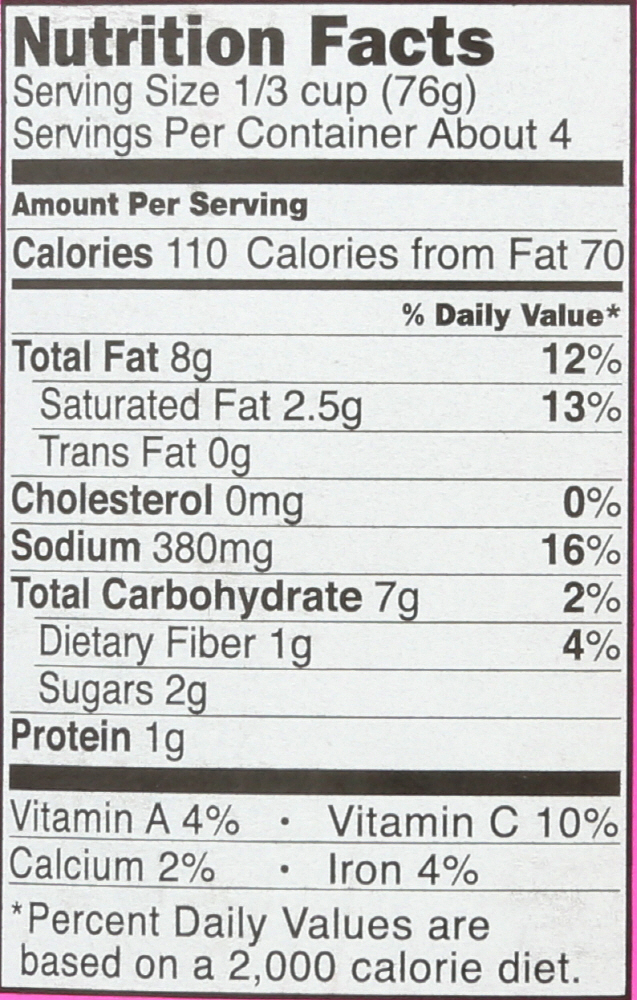 Nutrition Facts
Serving Size 1/3 cup (76g)
Servings Per Container About 4
Amount Per Serving
Calories 110 Calories from Fat 70
% Daily Value*
Total Fat 8g 12%
Saturated Fat 2.5g 13%
Trans Fat 0g
Cholesterol 0mg 0%
Sodium 380mg 16%
Total Carbohydrate 7g 2%
Dietary Fiber 1g 4%
Sugars 2g
Protein 1g
Vitamin A 4% • Vitamin C 10%
Calcium 2% • Iron 4%
*Percent Daily Values are
based on a 2,000 calorie diet.